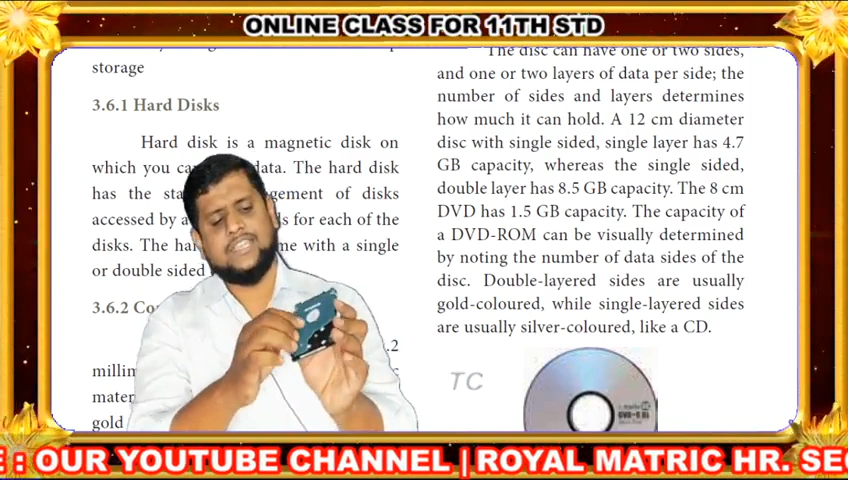 ONLINE CLASS FOR 11TH STD
storage
3.6.1 Hard Disks
Hard disk is a magnetic disk on
which you ca data. The hard disk
has the sta gement of disks
accessed by a ds for each of the
disks. The ha me with a single
or double sided
3.6.2 Co
.2
millim
mater
gold
The disc can have one or two sides,
and one or two layers of data per side; the
number of sides and layers determines
how much it can hold. A 12 cm diameter
disc with single sided, single layer has 4.7
GB capacity, whereas the single sided,
double layer has 8.5 GB capacity. The 8 cm
DVD has 1.5 GB capacity. The capacity of
a DVD-ROM can be visually determined
by noting the number of data sides of the
disc. Double-layered sides are usually
gold-coloured, while single-layered sides
are usually silver-coloured, like a CD.
TC
E : OUR YOUTUBE CHANNEL | ROYAL MATRIC HR. SEC